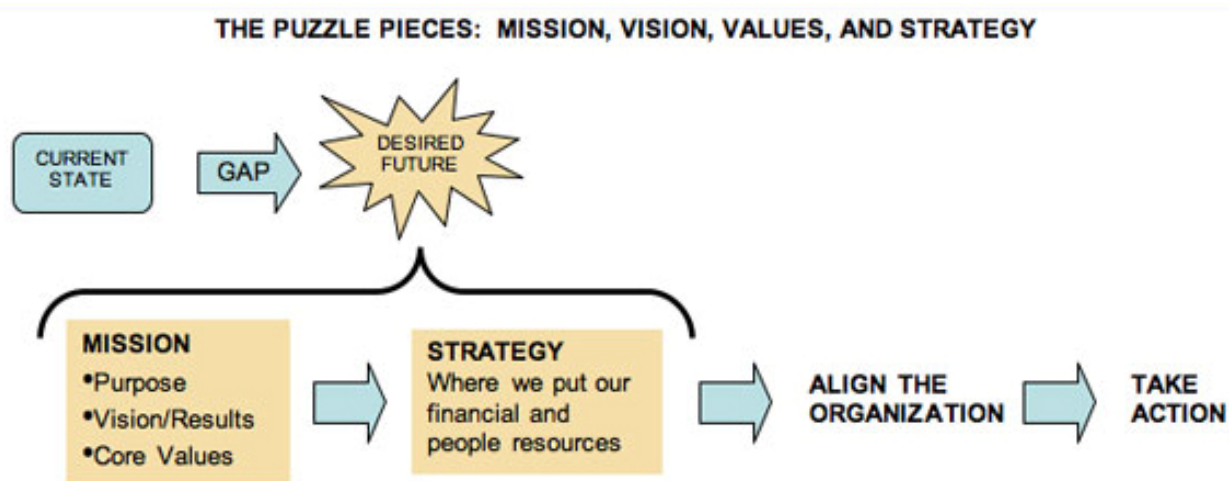 THE PUZZLE PIECES: MISSION, VISION, VALUES, AND STRATEGY
CURRENT
STATE
GAP
DESIRED
FUTURE
MISSION
•Purpose
•Vision/Results
•Core Values
STRATEGY
Where we put our
financial and
people resources
ALIGN THE
ORGANIZATION
TAKE
ACTION